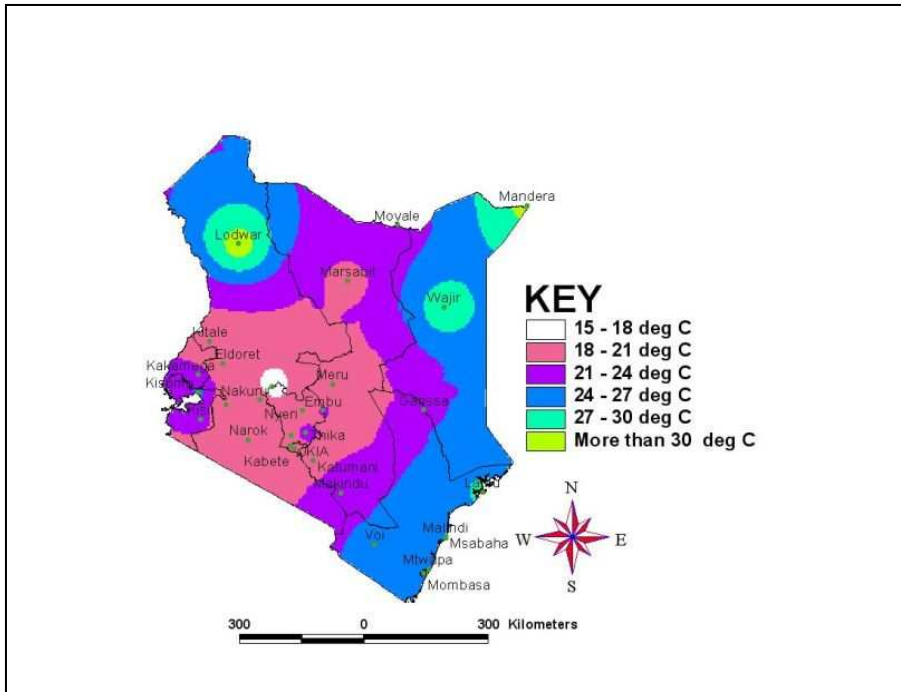 Mandera
Moyale
Lodwar
Marsabit
Wajir
KEY
15 - 18 deg C
18 - 21 deg C
21 - 24 deg C
24 - 27 deg C
27 - 30 deg C
More than 30 deg C
Kitale
Eldoret
Kakamega
Kisumu
Nakuru
Meru
Nyeri
Embu
Garissa
Kisii
Thika
Narok
JKIA
Kabete
Katumani
Makindu
Lamu
Voi
Malindi
Msabaha
Mtwapa
Mombasa
N
W
E
S
300
0
300 Kilometers